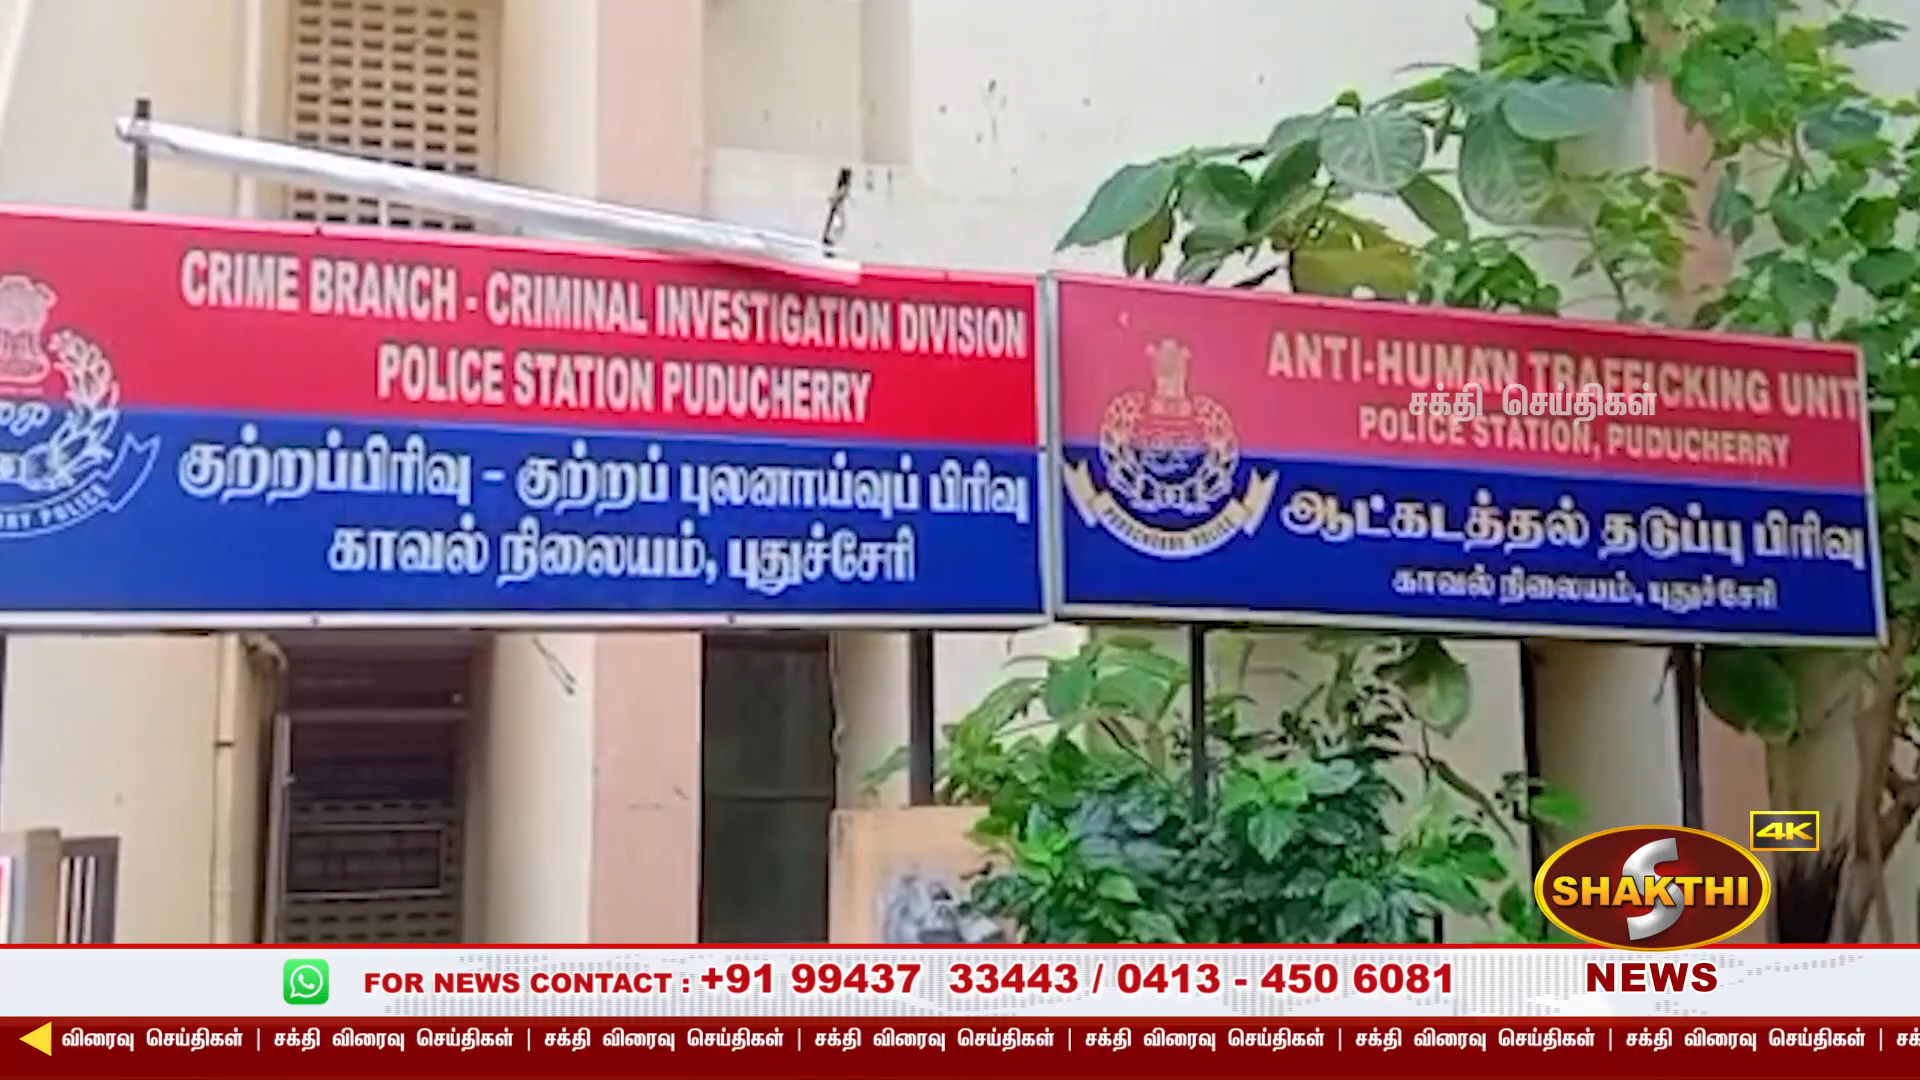 CRIME BRANCH - CRIMINAL INVESTIGATION DIVISION
POLICE STATION PUDUCHERRY
குற்றப்பிரிவு - குற்றப் புலனாய்வுப் பிரிவு
காவல் நிலையம், புதுச்சேரி
ANTI-HUMAN TRAFFICKING UNIT
POLICE STATION, PUDUCHERRY
ஆட்கடத்தல் தடுப்பு பிரிவு
காவல் நிலையம், புதுச்சேரி
சக்தி செய்திகள்
PUDUCHERRY POLICE
4K
S
SHAKTHI
NEWS
FOR NEWS CONTACT : +91 99437 33443 / 0413 - 450 6081
விரைவு செய்திகள் | சக்தி விரைவு செய்திகள் | சக்தி விரைவு செய்திகள் | சக்தி விரைவு செய்திகள் | சக்தி விரைவு செய்திகள் | சக்தி விரைவு செய்திகள் | சக்தி விரைவு செய்திகள் |